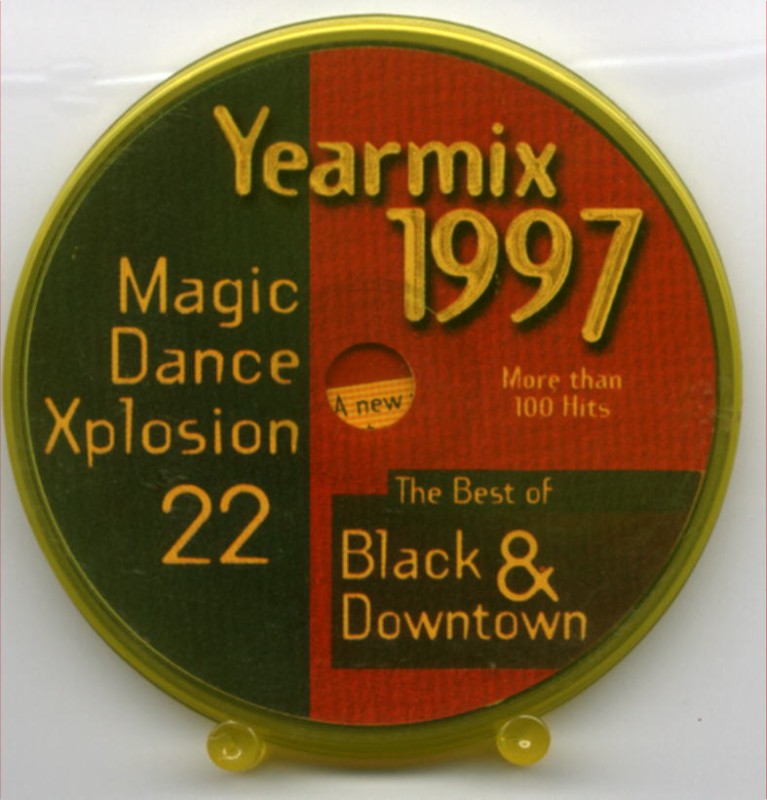 Yearmix
1997
Magic
Dance
Xplosion
22
A new
More than
100 Hits
The Best of
Black &
Downtown